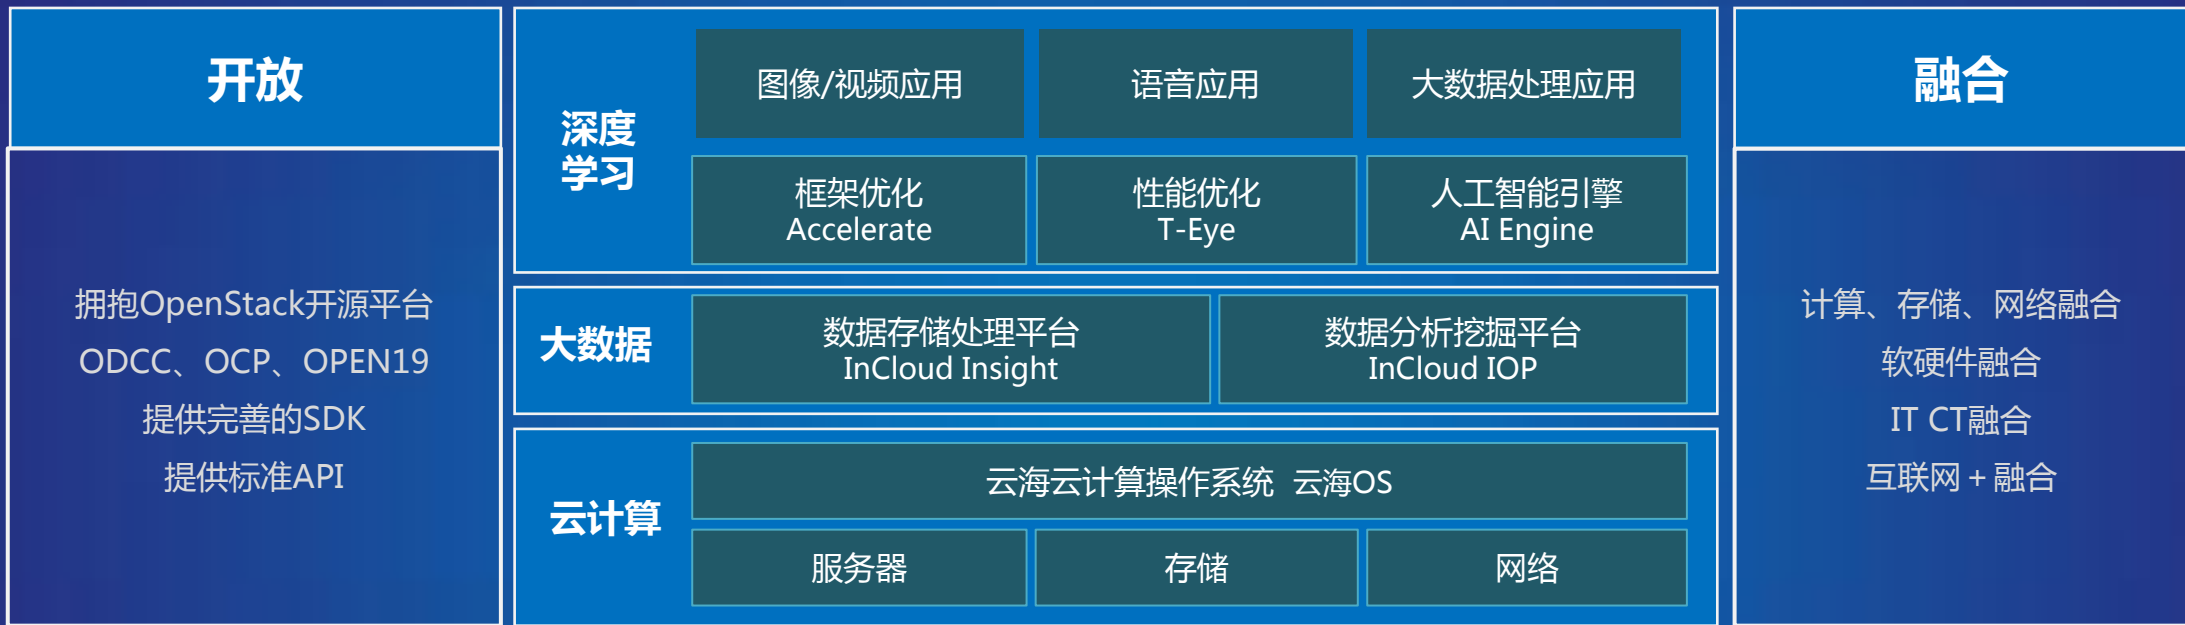 开放
拥抱OpenStack开源平台
ODCC、OCP、OPEN19
提供完善的SDK
提供标准API
深度
学习
图像/视频应用
语音应用
大数据处理应用
框架优化
Accelerate
性能优化
T-Eye
人工智能引擎
AI Engine
大数据
数据存储处理平台
InCloud Insight
数据分析挖掘平台
InCloud IOP
云计算
云海云计算操作系统 云海OS
服务器
存储
网络
融合
计算、存储、网络融合
软硬件融合
IT CT融合
互联网+融合